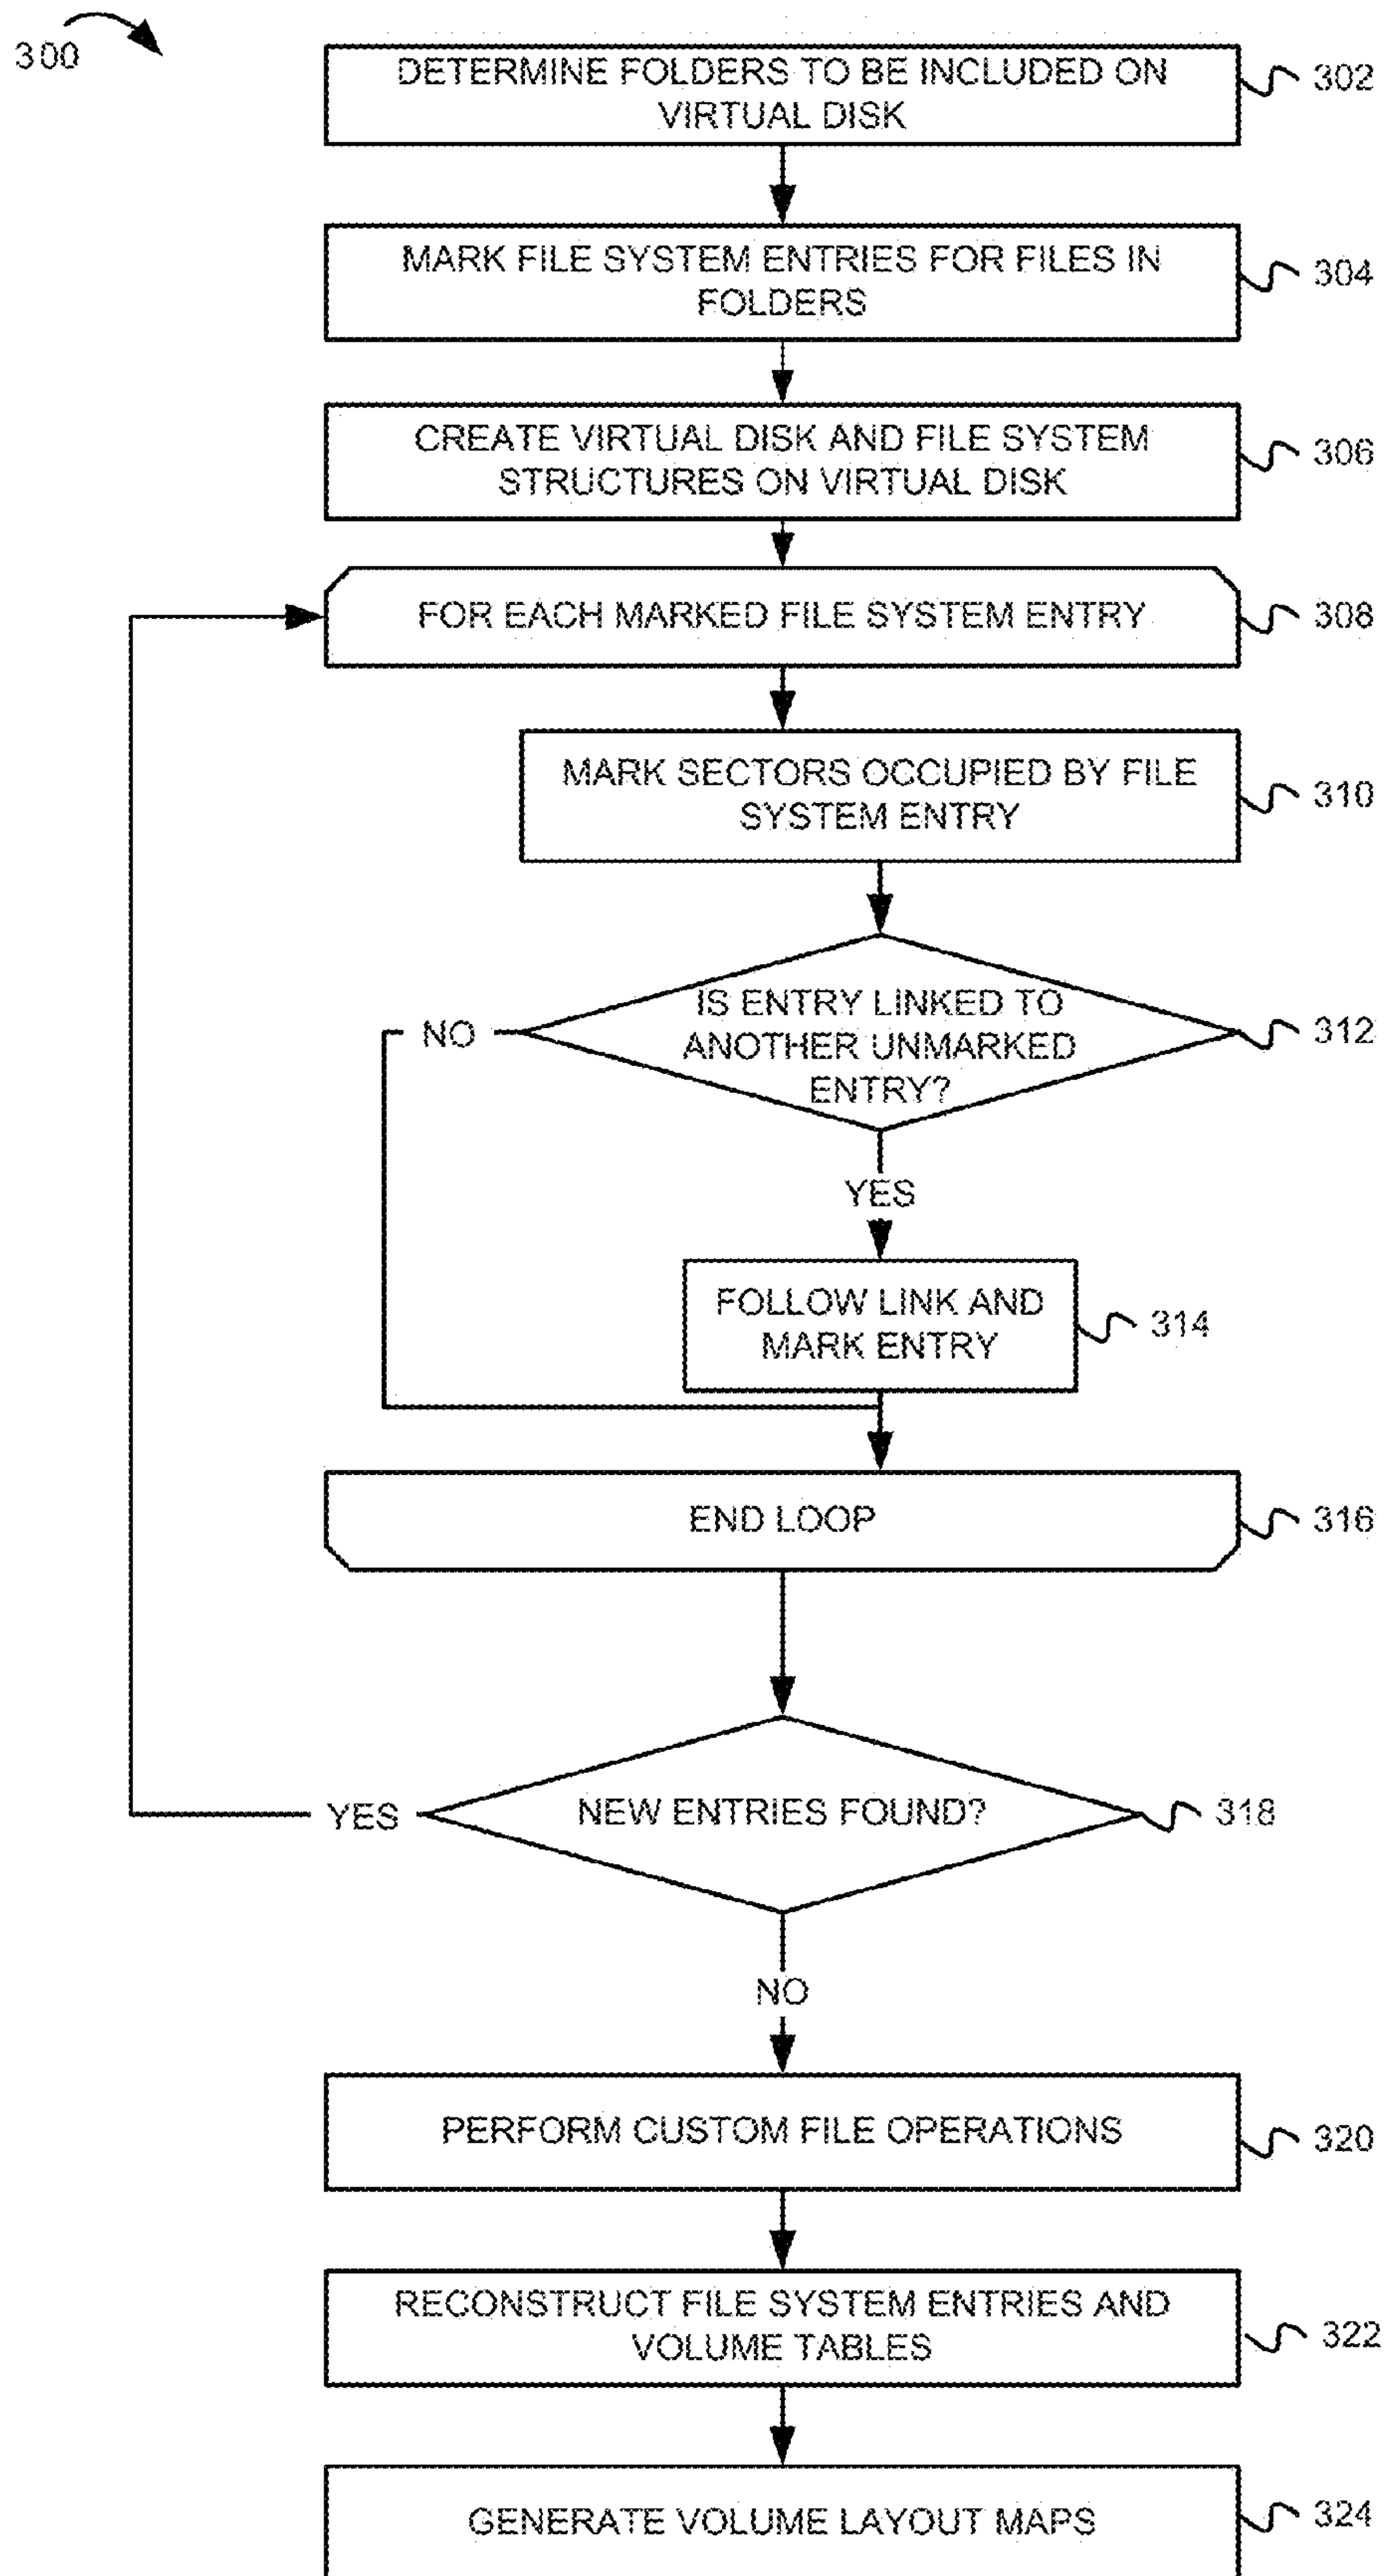 300
DETERMINE FOLDERS TO BE INCLUDED ON
VIRTUAL DISK
302
MARK FILE SYSTEM ENTRIES FOR FILES IN
FOLDERS
304
CREATE VIRTUAL DISK AND FILE SYSTEM
STRUCTURES ON VIRTUAL DISK
306
FOR EACH MARKED FILE SYSTEM ENTRY
308
MARK SECTORS OCCUPIED BY FILE
SYSTEM ENTRY
310
IS ENTRY LINKED TO
ANOTHER UNMARKED
ENTRY?
312
NO
YES
FOLLOW LINK AND
MARK ENTRY
314
END LOOP
316
NEW ENTRIES FOUND?
318
YES
NO
PERFORM CUSTOM FILE OPERATIONS
320
RECONSTRUCT FILE SYSTEM ENTRIES AND
VOLUME TABLES
322
GENERATE VOLUME LAYOUT MAPS
324